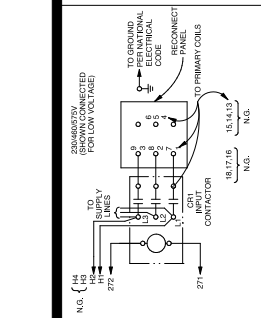 TO GROUND
PER NATIONAL
ELECTRICAL
CODE
RECONNECT
PANEL
TO PRIMARY COILS
230/460/575V
(SHOWN CONNECTED
FOR LOW VOLTAGE)
9 3
8 2
7 1
6
5
4
15,14,13
N.G.
18,17,16
N.G.
TO
SUPPLY
LINES
L3
L2
L1
CR1
INPUT
CONTACTOR
N.G.
H4
H3
H2
H1
272
271